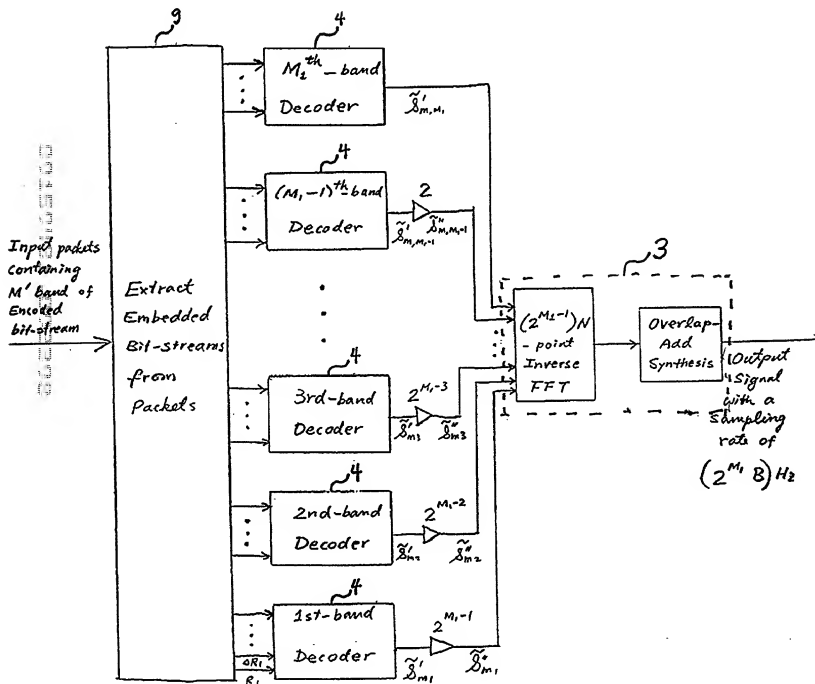 9
4
M₁ᵗʰ-band
Decoder
S̃'ₘ,ₘ₁
4
(M₁-1)ᵗʰ-band
Decoder
2
S̃'ₘ,ₘ₁₋₁
S̃''ₘ,ₘ₁₋₁
Input packets
containing
M' band of
Encoded
bit-stream
Extract
Embedded
Bit-streams
from
Packets
3
(2^{M₁-1})N
-point
Inverse
FFT
Overlap-
Add
Synthesis
Output
Signal
with a
sampling
rate of
(2^{M₁} B) Hz
4
3rd-band
Decoder
2^{M₁-3}
S̃'ₘ₃
S̃''ₘ₃
4
2nd-band
Decoder
2^{M₁-2}
S̃'ₘ₂
S̃''ₘ₂
4
1st-band
Decoder
2^{M₁-1}
S̃'ₘ₁
S̃''ₘ₁
ΔR₁
R₁